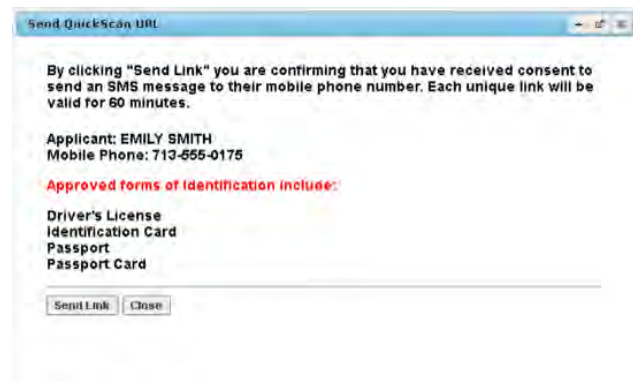 Send QuickScan URL
By clicking "Send Link" you are confirming that you have received consent to
send an SMS message to their mobile phone number. Each unique link will be
valid for 60 minutes.
Applicant: EMILY SMITH
Mobile Phone: 713-555-0175
Approved forms of identification include:
Driver's License
Identification Card
Passport
Passport Card
Send Link Close